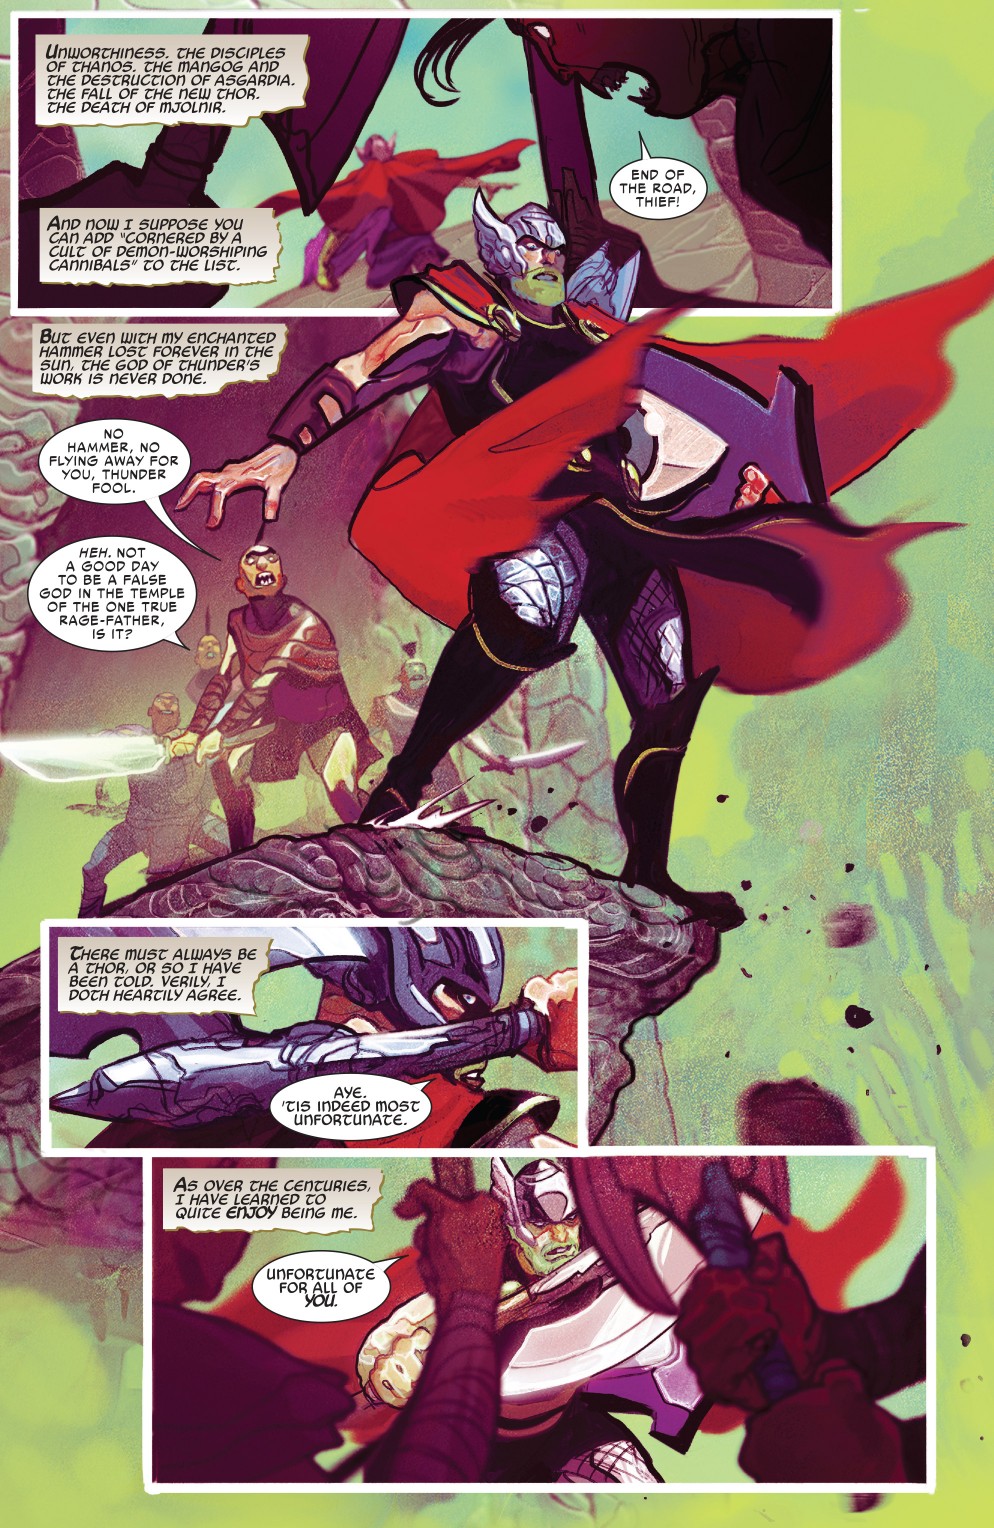 UNWORTHINESS. THE DISCIPLES
OF THANOS. THE MANGOG AND
THE DESTRUCTION OF ASGARDIA.
THE FALL OF THE NEW THOR.
THE DEATH OF MJOLNIR.
END OF
THE ROAD,
THIEF!
AND NOW I SUPPOSE YOU
CAN ADD "CORNERED BY A
CULT OF DEMON-WORSHIPING
CANNIBALS" TO THE LIST.
BUT EVEN WITH MY ENCHANTED
HAMMER LOST FOREVER IN THE
SUN, THE GOD OF THUNDER'S
WORK IS NEVER DONE.
NO
HAMMER, NO
FLYING AWAY FOR
YOU, THUNDER
FOOL.
HEH. NOT
A GOOD DAY
TO BE A FALSE
GOD IN THE TEMPLE
OF THE ONE TRUE
RAGE-FATHER,
IS IT?
THERE MUST ALWAYS BE
A THOR, OR SO I HAVE
BEEN TOLD. VERILY, I
DOTH HEARTILY AGREE.
AYE.
'TIS INDEED MOST
UNFORTUNATE.
AS OVER THE CENTURIES,
I HAVE LEARNED TO
QUITE ENJOY BEING ME.
UNFORTUNATE
FOR ALL OF
YOU.